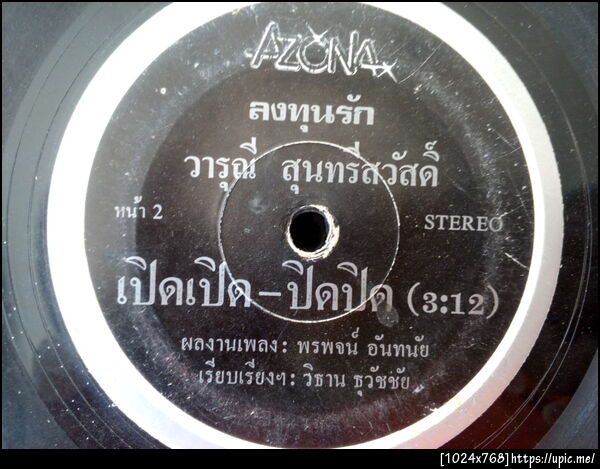 AZONA
ลงทุนรัก
วารุณี สุนทรีสวัสดิ์
หน้า 2
STEREO
เปิดเปิด – ปิดปิด (3:12)
ผลงานเพลง: พรพจน์ อันทนัย
เรียบเรียงฯ: วิธาน ธุวัชชัย
[1024x768]https://upic.me/